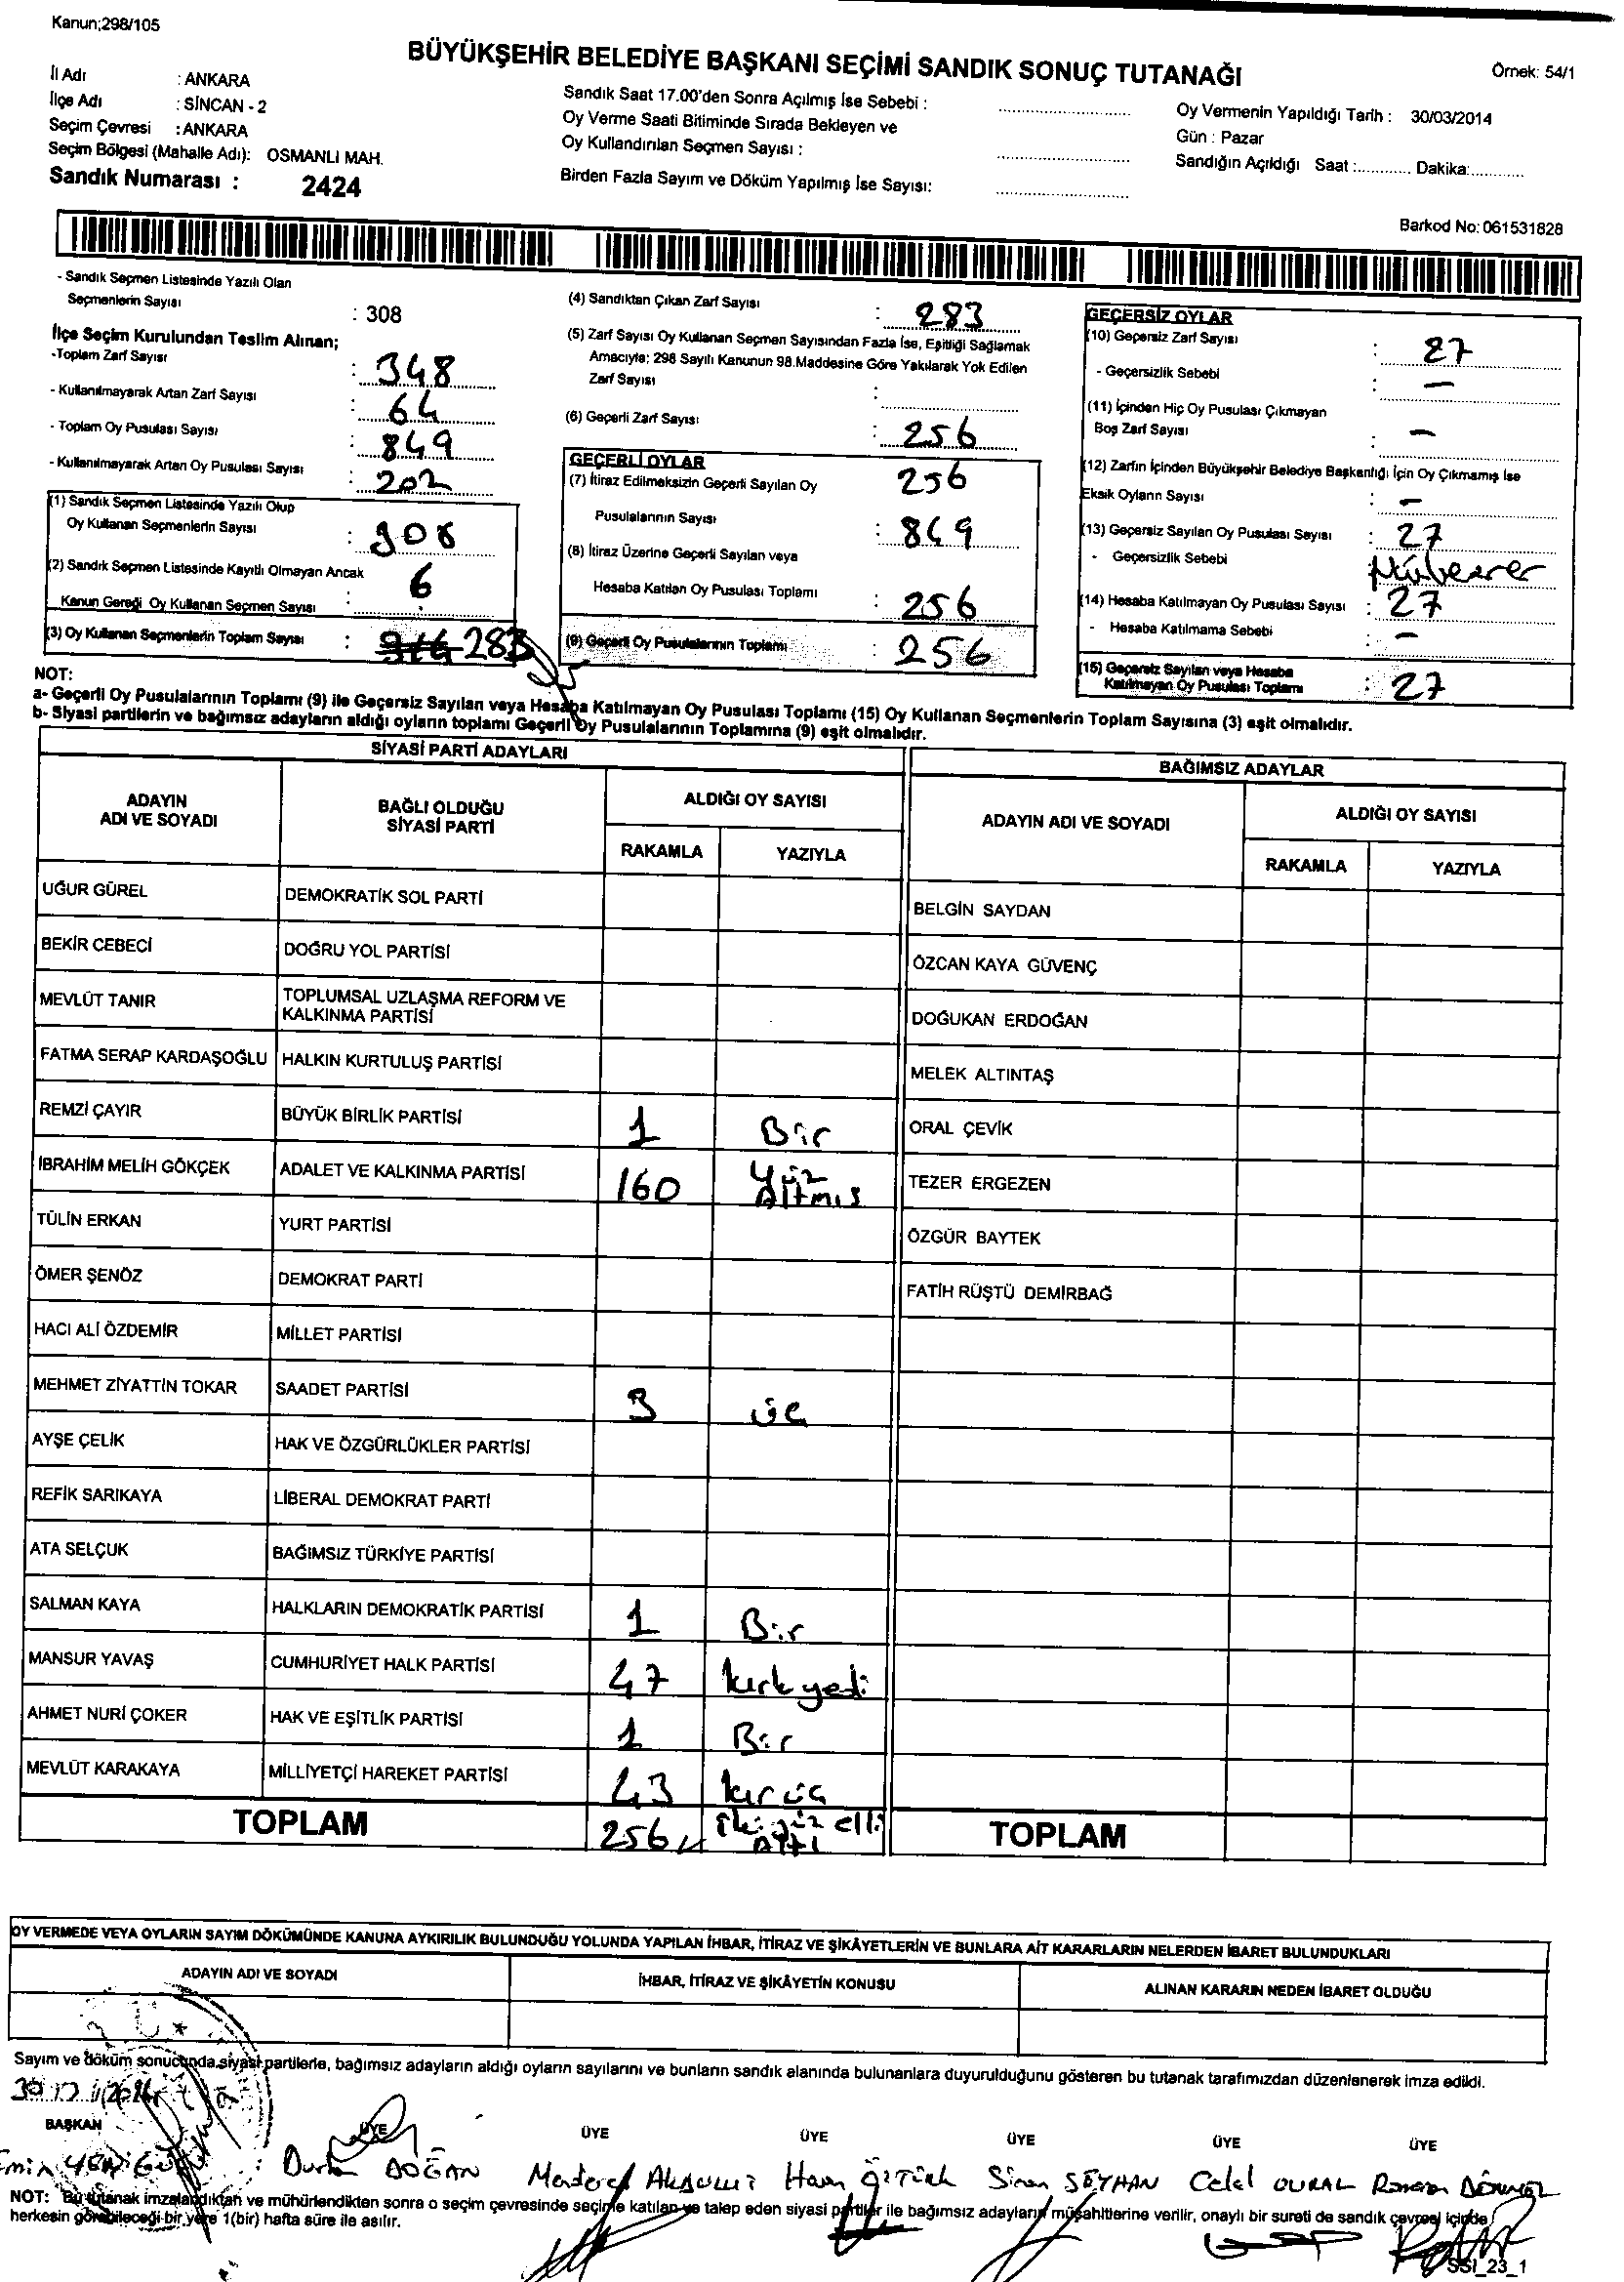 Kanun;298/105
BÜYÜKŞEHİR BELEDİYE BAŞKANI SEÇİMİ SANDIK SONUÇ TUTANAĞI
Örnek: 54/1
İl Adı : ANKARA
İlçe Adı : SİNCAN - 2
Seçim Çevresi : ANKARA
Seçim Bölgesi (Mahalle Adı): OSMANLI MAH.
Sandık Numarası : 2424
Sandık Saat 17.00'den Sonra Açılmış İse Sebebi :
Oy Verme Saati Bitiminde Sırada Bekleyen ve
Oy Kullandırılan Seçmen Sayısı :
Birden Fazla Sayım ve Döküm Yapılmış İse Sayısı:
Oy Vermenin Yapıldığı Tarih : 30/03/2014
Gün : Pazar
Sandığın Açıldığı Saat :............ Dakika:............
Barkod No: 061531828
- Sandık Seçmen Listesinde Yazılı Olan
Seçmenlerin Sayısı : 308
İlçe Seçim Kurulundan Teslim Alınan;
-Toplam Zarf Sayısı : 348
- Kullanılmayarak Artan Zarf Sayısı : 64
- Toplam Oy Pusulası Sayısı : 849
- Kullanılmayarak Artan Oy Pusulası Sayısı : 202
(1) Sandık Seçmen Listesinde Yazılı Olup
Oy Kullanan Seçmenlerin Sayısı : 308
(2) Sandık Seçmen Listesinde Kayıtlı Olmayan Ancak
Kanun Gereği Oy Kullanan Seçmen Sayısı : 6
(3) Oy Kullanan Seçmenlerin Toplam Sayısı : 283
(4) Sandıktan Çıkan Zarf Sayısı : 283
(5) Zarf Sayısı Oy Kullanan Seçmen Sayısından Fazla İse, Eşitliği Sağlamak
Amacıyla; 298 Sayılı Kanunun 98.Maddesine Göre Yakılarak Yok Edilen
Zarf Sayısı :
(6) Geçerli Zarf Sayısı : 256
GEÇERLİ OYLAR
(7) İtiraz Edilmeksizin Geçerli Sayılan Oy 256
Pusulalarının Sayısı : 849
(8) İtiraz Üzerine Geçerli Sayılan veya
Hesaba Katılan Oy Pusulası Toplamı : 256
(9) Geçerli Oy Pusulalarının Toplamı : 256
GEÇERSİZ OYLAR
(10) Geçersiz Zarf Sayısı : 27
- Geçersizlik Sebebi : –
(11) İçinden Hiç Oy Pusulası Çıkmayan
Boş Zarf Sayısı : –
(12) Zarfın İçinden Büyükşehir Belediye Başkanlığı İçin Oy Çıkmamış İse
Eksik Oyların Sayısı : –
(13) Geçersiz Sayılan Oy Pusulası Sayısı : 27
- Geçersizlik Sebebi :
(14) Hesaba Katılmayan Oy Pusulası Sayısı : 27
- Hesaba Katılmama Sebebi : –
(15) Geçersiz Sayılan veya Hesaba
Katılmayan Oy Pusulası Toplamı : 27
NOT:
a- Geçerli Oy Pusulalarının Toplamı (9) ile Geçersiz Sayılan veya Hesaba Katılmayan Oy Pusulası Toplamı (15) Oy Kullanan Seçmenlerin Toplam Sayısına (3) eşit olmalıdır.
b- Siyasi partilerin ve bağımsız adayların aldığı oyların toplamı Geçerli Oy Pusulalarının Toplamına (9) eşit olmalıdır.
SİYASİ PARTİ ADAYLARI
ADAYIN ADI VE SOYADI
BAĞLI OLDUĞU SİYASİ PARTİ
ALDIĞI OY SAYISI
RAKAMLA YAZIYLA
UĞUR GÜREL DEMOKRATİK SOL PARTİ
BEKİR CEBECİ DOĞRU YOL PARTİSİ
MEVLÜT TANIR TOPLUMSAL UZLAŞMA REFORM VE
KALKINMA PARTİSİ
FATMA SERAP KARDAŞOĞLU HALKIN KURTULUŞ PARTİSİ
REMZİ ÇAYIR BÜYÜK BİRLİK PARTİSİ 1 Bir
İBRAHİM MELİH GÖKÇEK ADALET VE KALKINMA PARTİSİ 160 Yüz Altmıs
TÜLİN ERKAN YURT PARTİSİ
ÖMER ŞENÖZ DEMOKRAT PARTİ
HACI ALİ ÖZDEMİR MİLLET PARTİSİ
MEHMET ZİYATTİN TOKAR SAADET PARTİSİ 3 üç
AYŞE ÇELİK HAK VE ÖZGÜRLÜKLER PARTİSİ
REFİK SARIKAYA LİBERAL DEMOKRAT PARTİ
ATA SELÇUK BAĞIMSIZ TÜRKİYE PARTİSİ
SALMAN KAYA HALKLARIN DEMOKRATİK PARTİSİ 1 Bir
MANSUR YAVAŞ CUMHURİYET HALK PARTİSİ 47 kırkyedi
AHMET NURİ ÇOKER HAK VE EŞİTLİK PARTİSİ 1 Bir
MEVLÜT KARAKAYA MİLLİYETÇİ HAREKET PARTİSİ 43 kırüç
TOPLAM 256 ikiyüz elli Altı
BAĞIMSIZ ADAYLAR
ADAYIN ADI VE SOYADI
ALDIĞI OY SAYISI
RAKAMLA YAZIYLA
BELGİN SAYDAN
ÖZCAN KAYA GÜVENÇ
DOĞUKAN ERDOĞAN
MELEK ALTINTAŞ
ORAL ÇEVİK
TEZER ERGEZEN
ÖZGÜR BAYTEK
FATİH RÜŞTÜ DEMİRBAĞ
TOPLAM
OY VERMEDE VEYA OYLARIN SAYIM DÖKÜMÜNDE KANUNA AYKIRILIK BULUNDUĞU YOLUNDA YAPILAN İHBAR, İTİRAZ VE ŞİKÂYETLERİN VE BUNLARA AİT KARARLARIN NELERDEN İBARET BULUNDUKLARI
ADAYIN ADI VE SOYADI İHBAR, İTİRAZ VE ŞİKÂYETİN KONUSU ALINAN KARARIN NEDEN İBARET OLDUĞU
Sayım ve döküm sonucunda siyasi partilerle, bağımsız adayların aldığı oyların sayılarını ve bunların sandık alanında bulunanlara duyurulduğunu gösteren bu tutanak tarafımızdan düzenlenerek imza edildi.
BAŞKAN ÜYE ÜYE ÜYE ÜYE ÜYE ÜYE
DOĞAN Sinan SEYHAN Celal
NOT: Bu tutanak imzalandıktan ve mühürlendikten sonra o seçim çevresinde seçime katılan ve talep eden siyasi partiler ile bağımsız adayların müşahitlerine verilir, onaylı bir sureti de sandık çevresi içinde
herkesin görebileceği bir yere 1(bir) hafta süre ile asılır.
SSI_23_1